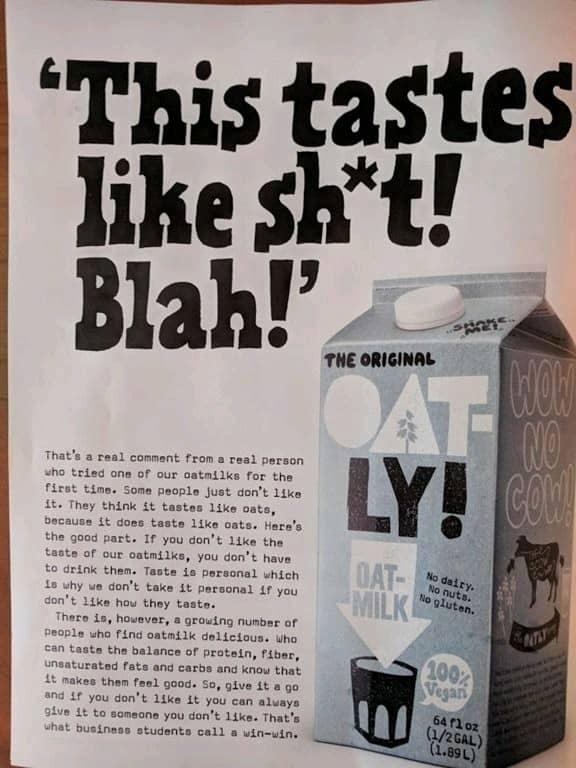 ‘This tastes
like sh*t!
Blah!’
That's a real comment from a real person
who tried one of our oatmilks for the
first time. Some people just don't like
it. They think it tastes like oats,
because it does taste like oats. Here's
the good part. If you don't like the
taste of our oatmilks, you don't have
to drink them. Taste is personal which
is why we don't take it personal if you
don't like how they taste.
There is, however, a growing number of
people who find oatmilk delicious. Who
can taste the balance of protein, fiber,
unsaturated fats and carbs and know that
it makes them feel good. So, give it a go
and if you don't like it you can always
give it to someone you don't like. That's
what business students call a win-win.
SHAKE
ME!
THE ORIGINAL
OAT-
LY!
OAT-
MILK
No dairy.
No nuts.
No gluten.
100%
Vegan
64 fl oz
(1/2 GAL)
(1.89 L)
WOW
NO
COW!